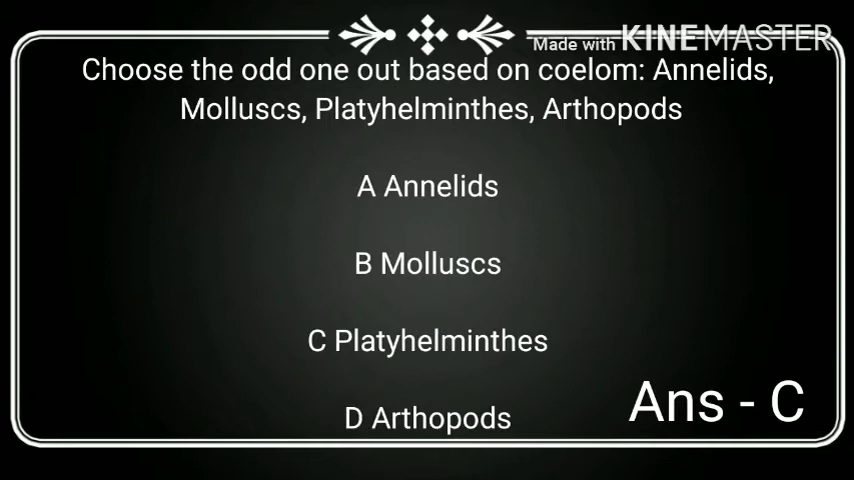 Made with KINEMASTER
Choose the odd one out based on coelom: Annelids,
Molluscs, Platyhelminthes, Arthopods
A Annelids
B Molluscs
C Platyhelminthes
D Arthopods
Ans - C